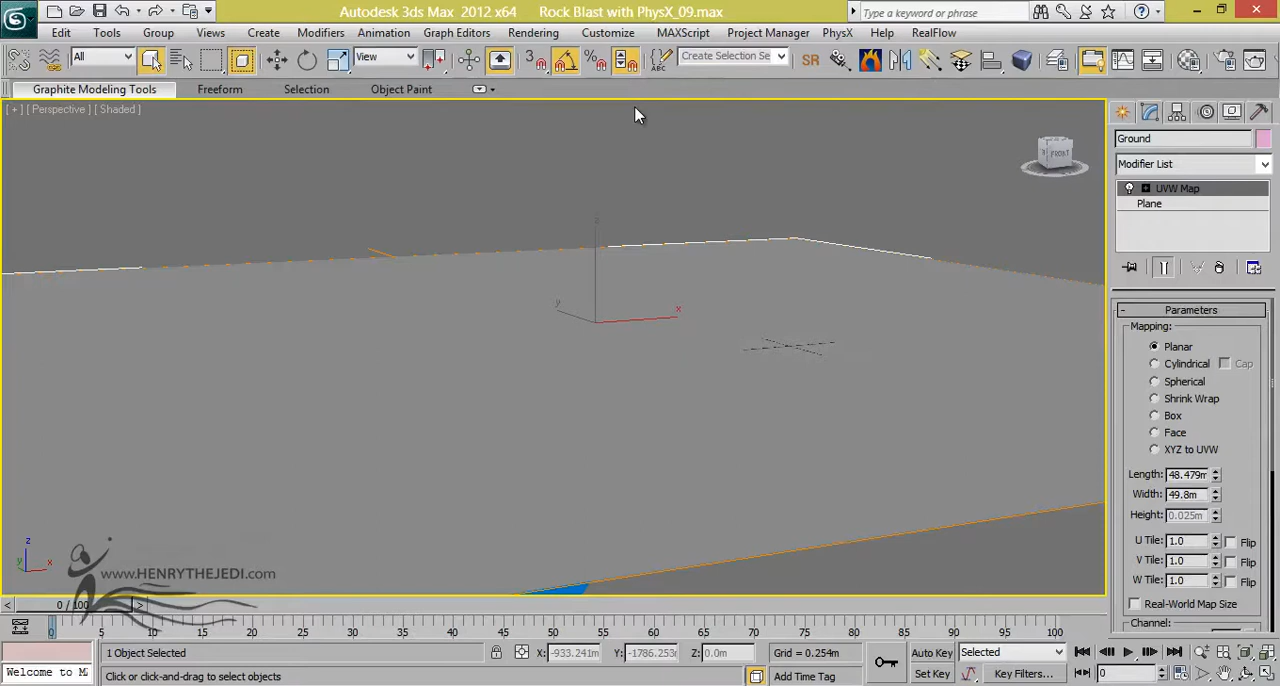 Autodesk 3ds Max 2012 x64 Rock Blast with PhysX_09.max
Type a keyword or phrase
Edit Tools Group Views Create Modifiers Animation Graph Editors Rendering Customize MAXScript Project Manager PhysX Help RealFlow
All View 3 Create Selection Se SR
Graphite Modeling Tools Freeform Selection Object Paint
[ + ] [ Perspective ] [ Shaded ]
FRONT
Ground
Modifier List
UVW Map
Plane
z
y x
Parameters
Mapping:
Planar
Cylindrical Cap
Spherical
Shrink Wrap
Box
Face
XYZ to UVW
Length: 48.479m
Width: 49.8m
Height: 0.025m
U Tile: 1.0 Flip
V Tile: 1.0 Flip
W Tile: 1.0 Flip
Real-World Map Size
Channel:
z
y x
www.HENRYTHEJEDI.com
< 0 / 100 >
0 5 10 15 20 25 30 35 40 45 50 55 60 65 70 75 80 85 90 95 100
1 Object Selected X: -933.241m Y: -1786.253m Z: 0.0m Grid = 0.254m Auto Key Selected
Welcome to M Click or click-and-drag to select objects Add Time Tag Set Key Key Filters... 0